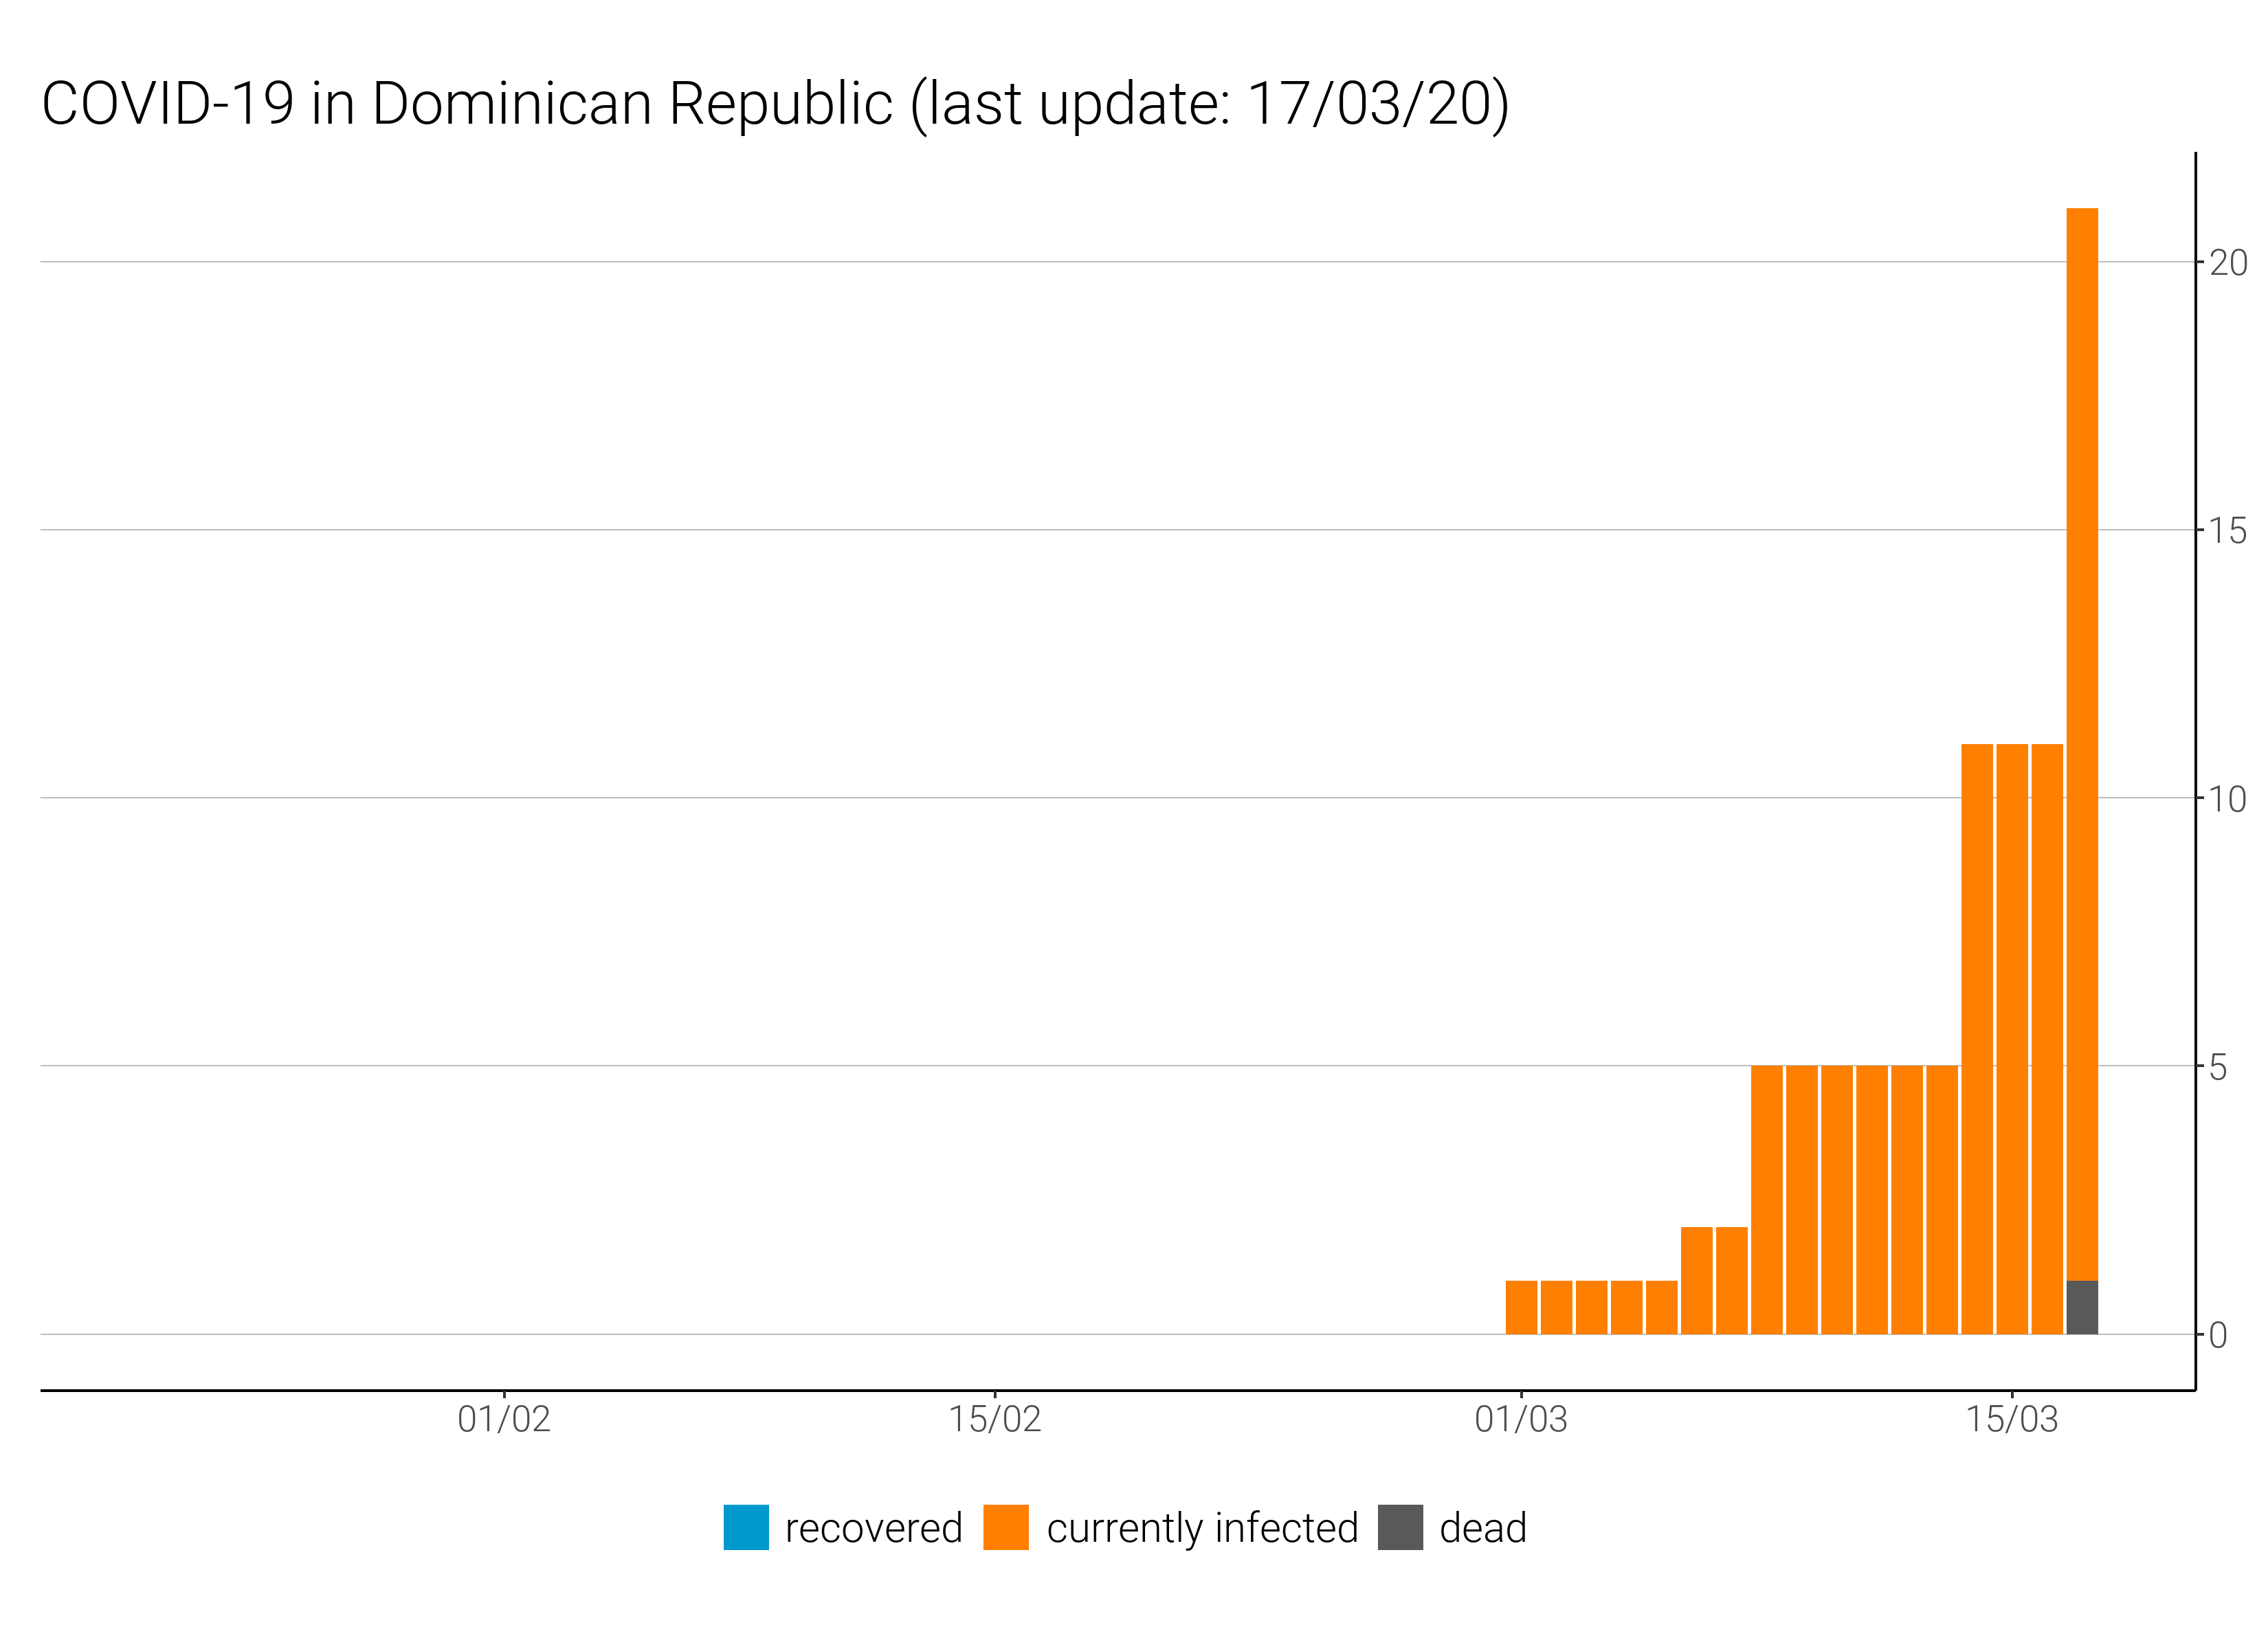 COVID-19 in Dominican Republic (last update: 17/03/20)
20
15
10
5
0
01/02 15/02 01/03 15/03
recovered currently infected dead